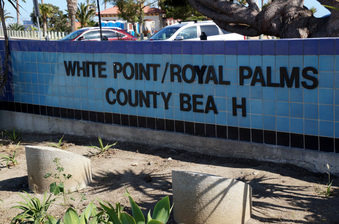 WHITE POINT/ROYAL PALMS
COUNTY BEA H